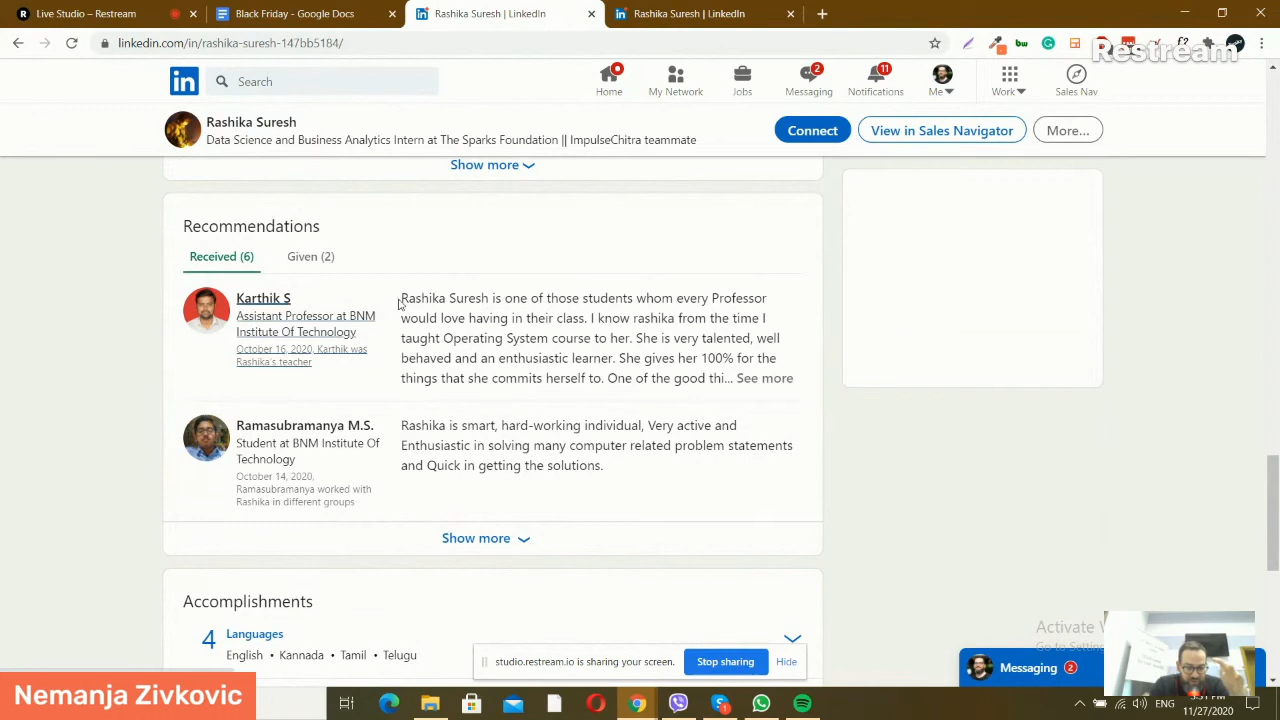 Live Studio – Restream
Black Friday - Google Docs
Rashika Suresh | LinkedIn
Rashika Suresh | LinkedIn
linkedin.com/in/rashika-suresh-147bb5184/
Restream
in
Search
Home
My Network
Jobs
2
Messaging
11
Notifications
Me
Work
Sales Nav
Rashika Suresh
Data Science and Business Analytics Intern at The Sparks Foundation || ImpulseChitra teammate
Connect
View in Sales Navigator
More...
Show more
Recommendations
Received (6)
Given (2)
Karthik S
Assistant Professor at BNM
Institute Of Technology
October 16, 2020, Karthik was
Rashika's teacher
Rashika Suresh is one of those students whom every Professor
would love having in their class. I know rashika from the time I
taught Operating System course to her. She is very talented, well
behaved and an enthusiastic learner. She gives her 100% for the
things that she commits herself to. One of the good thi... See more
Ramasubramanya M.S.
Student at BNM Institute Of
Technology
October 14, 2020,
Ramasubramanya worked with
Rashika in different groups
Rashika is smart, hard-working individual, Very active and
Enthusiastic in solving many computer related problem statements
and Quick in getting the solutions.
Show more
Accomplishments
4
Languages
English • Kannada • Tamil • Telugu
studio.restream.io is sharing your screen.
Stop sharing
Hide
Activate
Go to
Messaging
2
Nemanja Zivkovic
ENG
11/27/2020